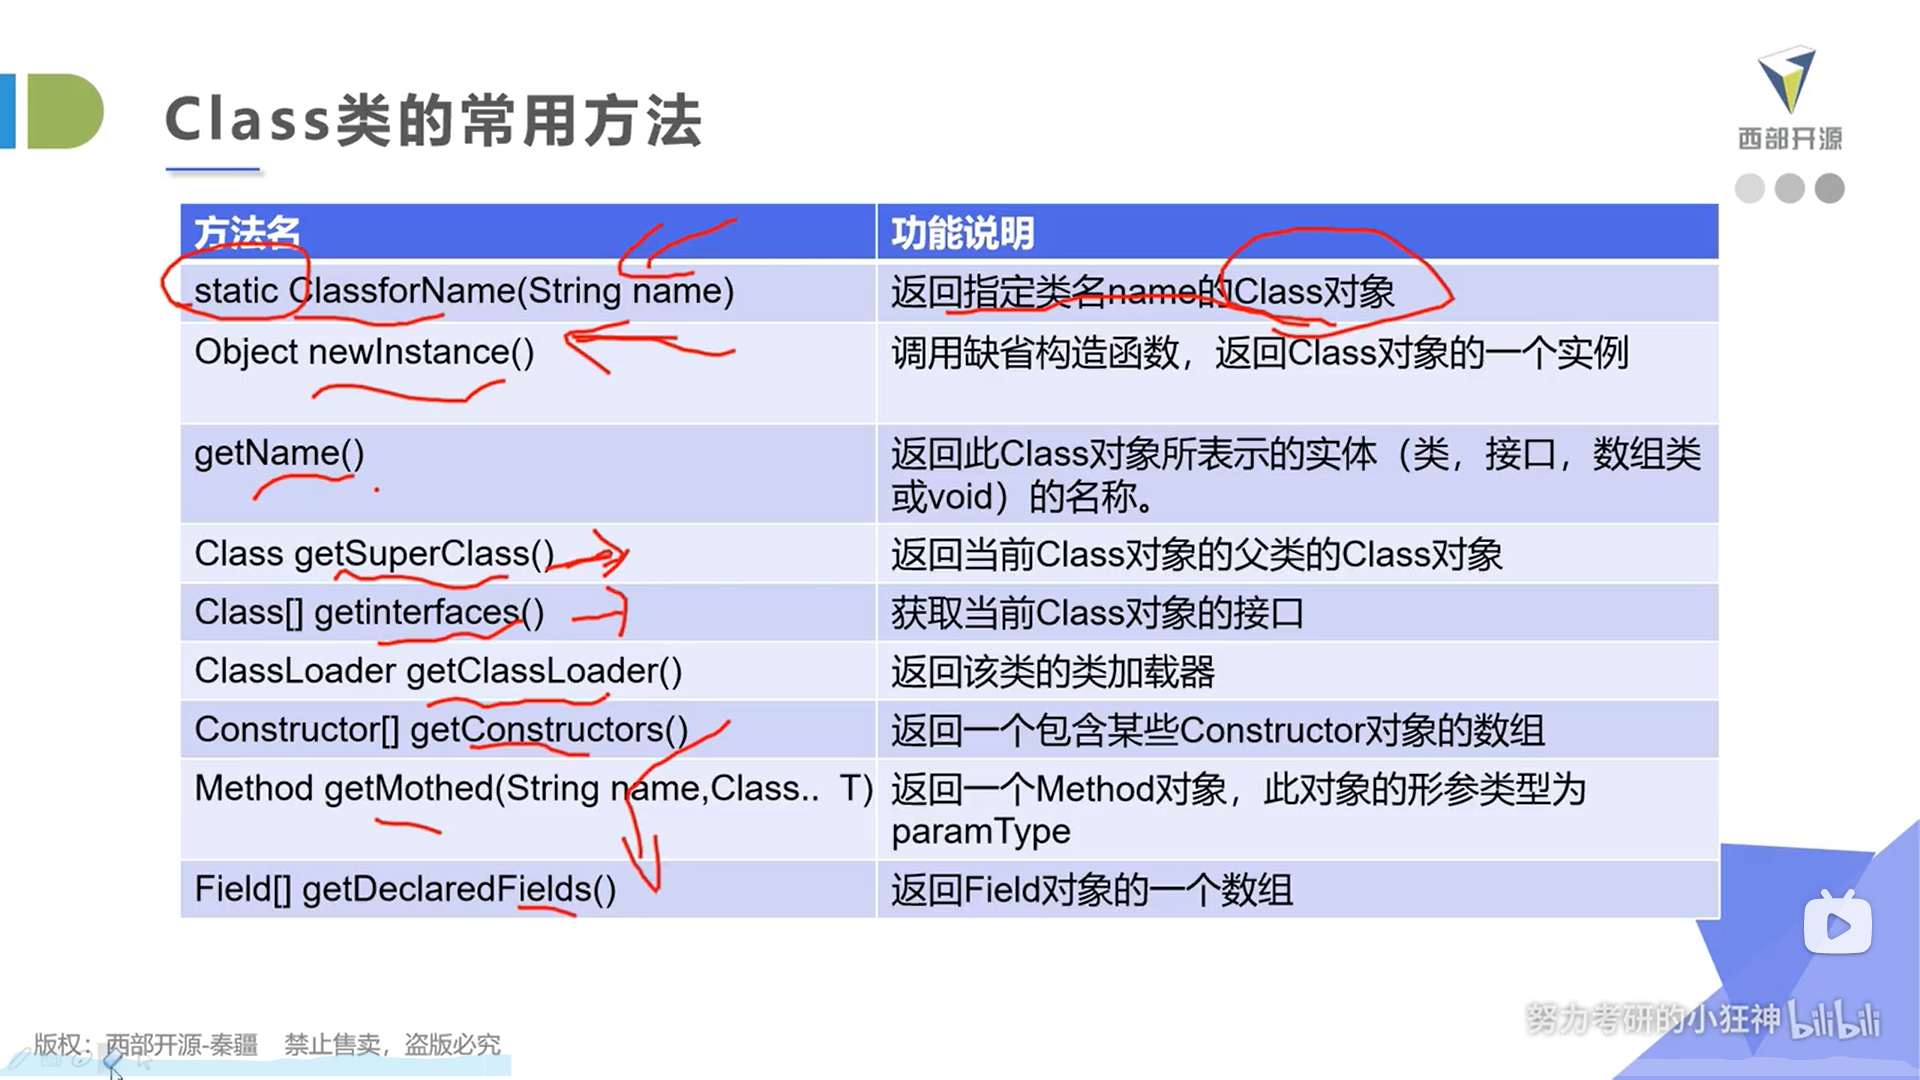 Class类的常用方法
西部开源
方法名 功能说明
static ClassforName(String name) 返回指定类名name的Class对象
Object newInstance() 调用缺省构造函数，返回Class对象的一个实例
getName() 返回此Class对象所表示的实体（类，接口，数组类
或void）的名称。
Class getSuperClass() 返回当前Class对象的父类的Class对象
Class[] getinterfaces() 获取当前Class对象的接口
ClassLoader getClassLoader() 返回该类的类加载器
Constructor[] getConstructors() 返回一个包含某些Constructor对象的数组
Method getMothed(String name,Class.. T) 返回一个Method对象，此对象的形参类型为
paramType
Field[] getDeclaredFields() 返回Field对象的一个数组
努力考研的小狂神 bilibili
版权：西部开源-秦疆 禁止售卖，盗版必究